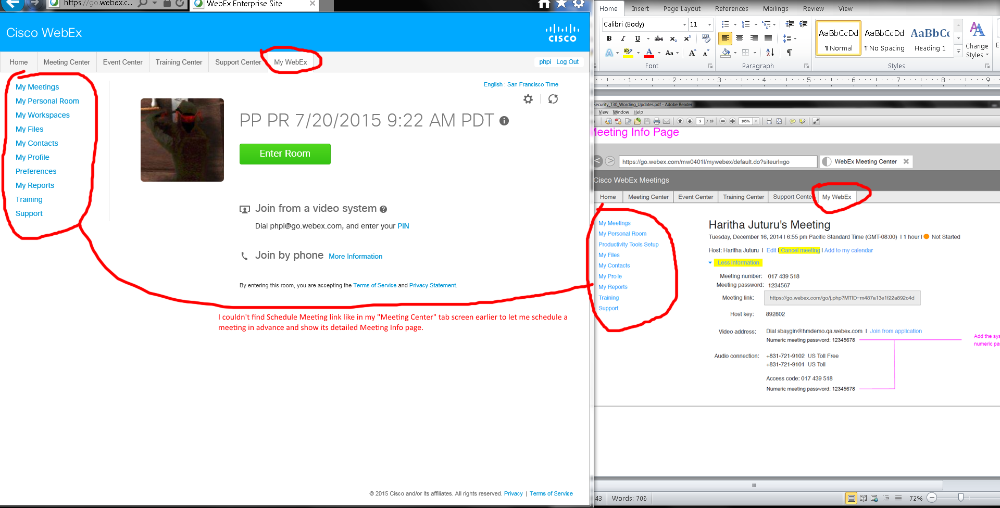 https://go.webex.c...
WebEx Enterprise Site
Cisco WebEx
CISCO
Home
Meeting Center
Event Center
Training Center
Support Center
My WebEx
phpi
Log Out
My Meetings
My Personal Room
My Workspaces
My Files
My Contacts
My Profile
Preferences
My Reports
Training
Support
English : San Francisco Time
PP PR 7/20/2015 9:22 AM PDT
Enter Room
Join from a video system
Dial phpi@go.webex.com, and enter your PIN
Join by phone More Information
By entering this room, you are accepting the Terms of Service and Privacy Statement.
I couldn't find Schedule Meeting link like in my "Meeting Center" tab screen earlier to let me schedule a
meeting in advance and show its detailed Meeting Info page.
© 2015 Cisco and/or its affiliates. All rights reserved. Privacy | Terms of Service
Home Insert Page Layout References Mailings Review View
Calibri (Body) 11
AaBbCcDd AaBbCcDd AaBbCc
¶ Normal ¶ No Spacing Heading 1
Change
Styles
Font Paragraph Styles
1 2 3 4 5 6 7 8 9
Security_T30_Wording_Updates.pdf - Adobe Reader
View Window Help
9 / 18 105%
Meeting Info Page
https://go.webex.com/mw0401l/mywebex/default.do?siteurl=go
WebEx Meeting Center
Cisco WebEx Meetings
Home
Meeting Center
Event Center
Training Center
Support Center
My WebEx
My Meetings
My Personal Room
Productivity Tools Setup
My Files
My Contacts
My Pro le
My Reports
Training
Support
Haritha Juturu's Meeting
Tuesday, December 16, 2014 | 6:55 pm Pacific Standard Time (GMT-08:00) | 1 hour | Not Started
Host: Haritha Juturu | Edit | Cancel meeting | Add to my calendar
Less information
Meeting number: 017 439 518
Meeting password: 1234567
Meeting link: https://go.webex.com/go/j.php?MTID=m487a13e1f22a892c4d
Host key: 892802
Video address: Dial sbaygin@hmdemo.qa.webex.com | Join from application
Numeric meeting password: 12345678
Add the sys
numeric pa
Audio connection: +831-721-9102 US Toll Free
+831-721-9101 US Toll
Access code: 017 439 518
Numeric meeting password: 12345678
43 Words: 706
72%